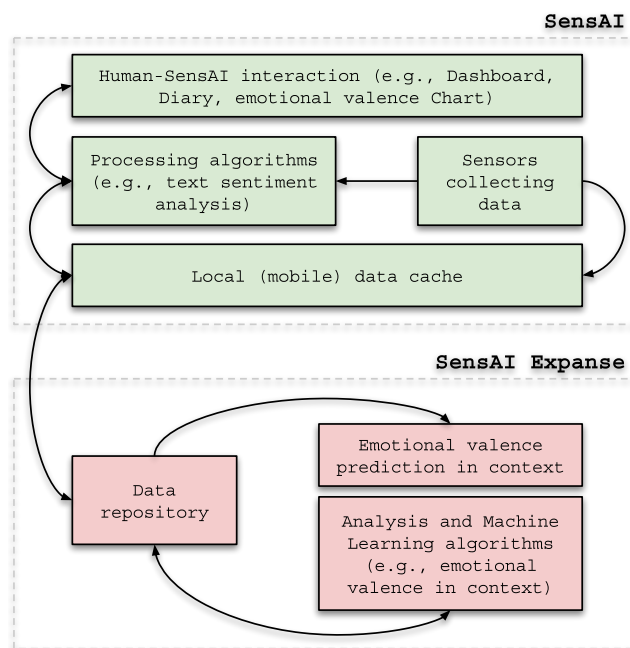 SensAI
Human-SensAI interaction (e.g., Dashboard,
Diary, emotional valence Chart)
Processing algorithms
(e.g., text sentiment
analysis)
Sensors
collecting
data
Local (mobile) data cache
SensAI Expanse
Emotional valence
prediction in context
Data
repository
Analysis and Machine
Learning algorithms
(e.g., emotional
valence in context)